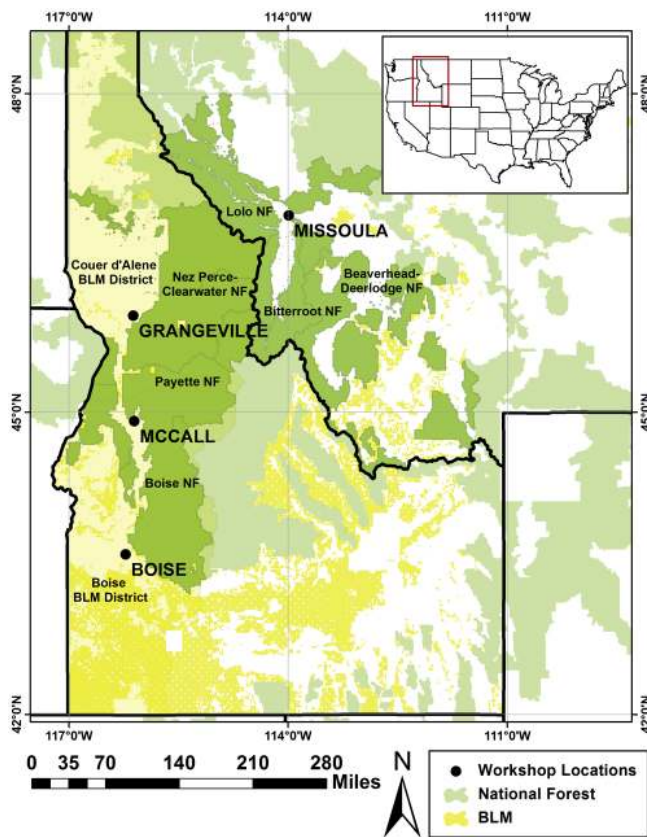 117°0'W 114°0'W 111°0'W
48°0'N
48°0'N
Lolo NF
MISSOULA
Couer d'Alene
BLM District
Nez Perce-
Clearwater NF
Beaverhead-
Deerlodge NF
Bitterroot NF
GRANGEVILLE
Payette NF
45°0'N
45°0'N
MCCALL
Boise NF
BOISE
Boise
BLM District
42°0'N
42°0'N
117°0'W 114°0'W 111°0'W
0 35 70 140 210 280
Miles
N
Workshop Locations
National Forest
BLM